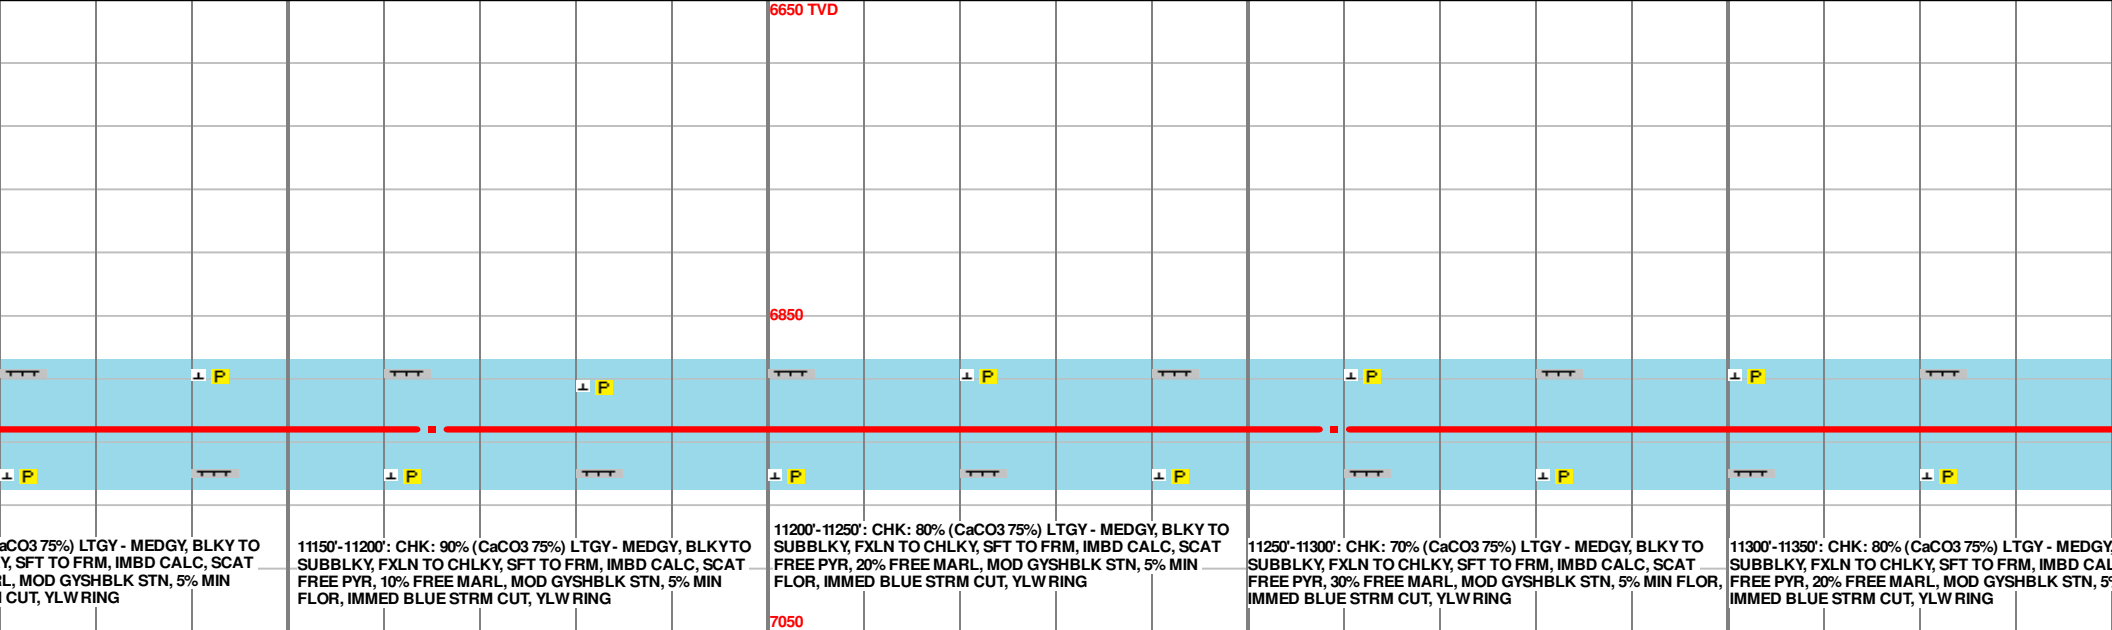 6650 TVD
6850
P
P
P
P
P
P
P
P
P
P
P
aCO3 75%) LTGY - MEDGY, BLKY TO
Y, SFT TO FRM, IMBD CALC, SCAT
RL, MOD GYSHBLK STN, 5% MIN
CUT, YLW RING
11150'-11200': CHK: 90% (CaCO3 75%) LTGY - MEDGY, BLKYTO
SUBBLKY, FXLN TO CHLKY, SFT TO FRM, IMBD CALC, SCAT
FREE PYR, 10% FREE MARL, MOD GYSHBLK STN, 5% MIN
FLOR, IMMED BLUE STRM CUT, YLW RING
11200'-11250': CHK: 80% (CaCO3 75%) LTGY - MEDGY, BLKY TO
SUBBLKY, FXLN TO CHLKY, SFT TO FRM, IMBD CALC, SCAT
FREE PYR, 20% FREE MARL, MOD GYSHBLK STN, 5% MIN
FLOR, IMMED BLUE STRM CUT, YLW RING
11250'-11300': CHK: 70% (CaCO3 75%) LTGY - MEDGY, BLKY TO
SUBBLKY, FXLN TO CHLKY, SFT TO FRM, IMBD CALC, SCAT
FREE PYR, 30% FREE MARL, MOD GYSHBLK STN, 5% MIN FLOR,
IMMED BLUE STRM CUT, YLW RING
11300'-11350': CHK: 80% (CaCO3 75%) LTGY - MEDGY,
SUBBLKY, FXLN TO CHLKY, SFT TO FRM, IMBD CAL
FREE PYR, 20% FREE MARL, MOD GYSHBLK STN, 5%
IMMED BLUE STRM CUT, YLW RING
7050